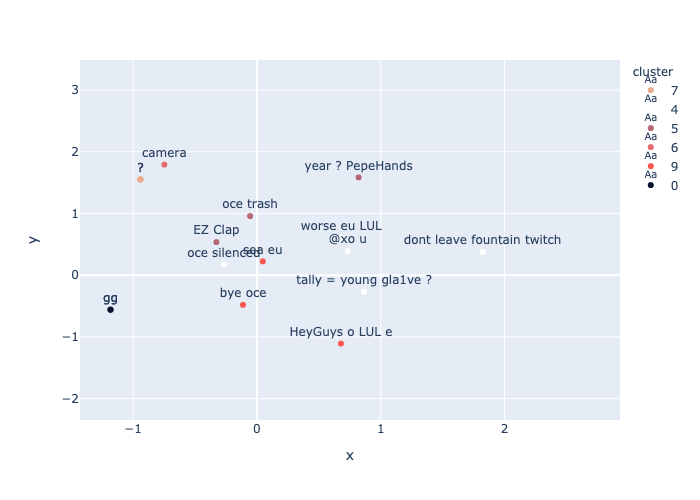 cluster
Aa 7
Aa 4
Aa 5
Aa 6
Aa 9
Aa 0
3
2
1
0
−1
−2
y
camera
?
year ? PepeHands
oce trash
EZ Clap
worse eu LUL
@xo u
dont leave fountain twitch
oce silenced
sea eu
tally = young gla1ve ?
bye oce
gg
HeyGuys o LUL e
−1
0
1
2
x